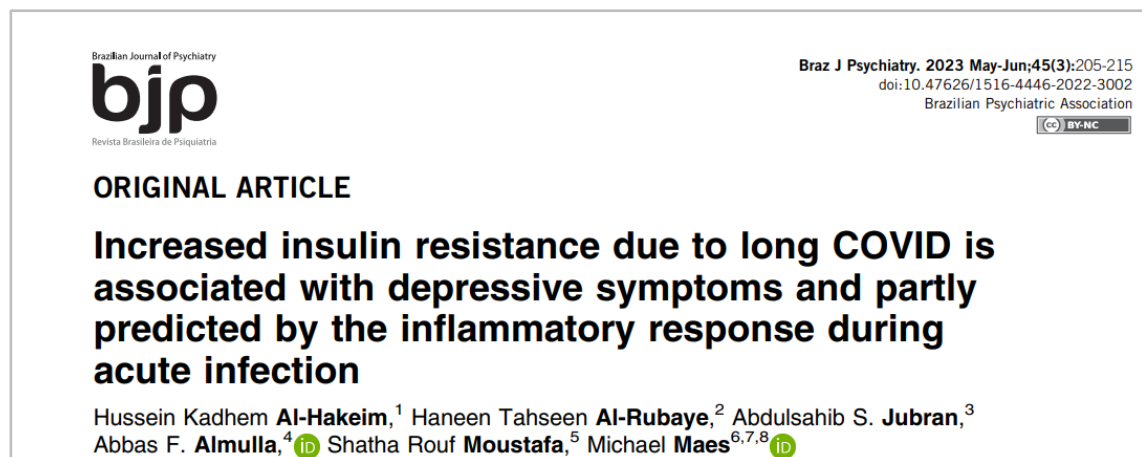 Brazilian Journal of Psychiatry
bjp
Revista Brasileira de Psiquiatria
Braz J Psychiatry. 2023 May-Jun;45(3):205-215
doi:10.47626/1516-4446-2022-3002
Brazilian Psychiatric Association
cc BY-NC
ORIGINAL ARTICLE
Increased insulin resistance due to long COVID is
associated with depressive symptoms and partly
predicted by the inflammatory response during
acute infection
Hussein Kadhem Al-Hakeim,1 Haneen Tahseen Al-Rubaye,2 Abdulsahib S. Jubran,3
Abbas F. Almulla,4 iD Shatha Rouf Moustafa,5 Michael Maes6,7,8 iD